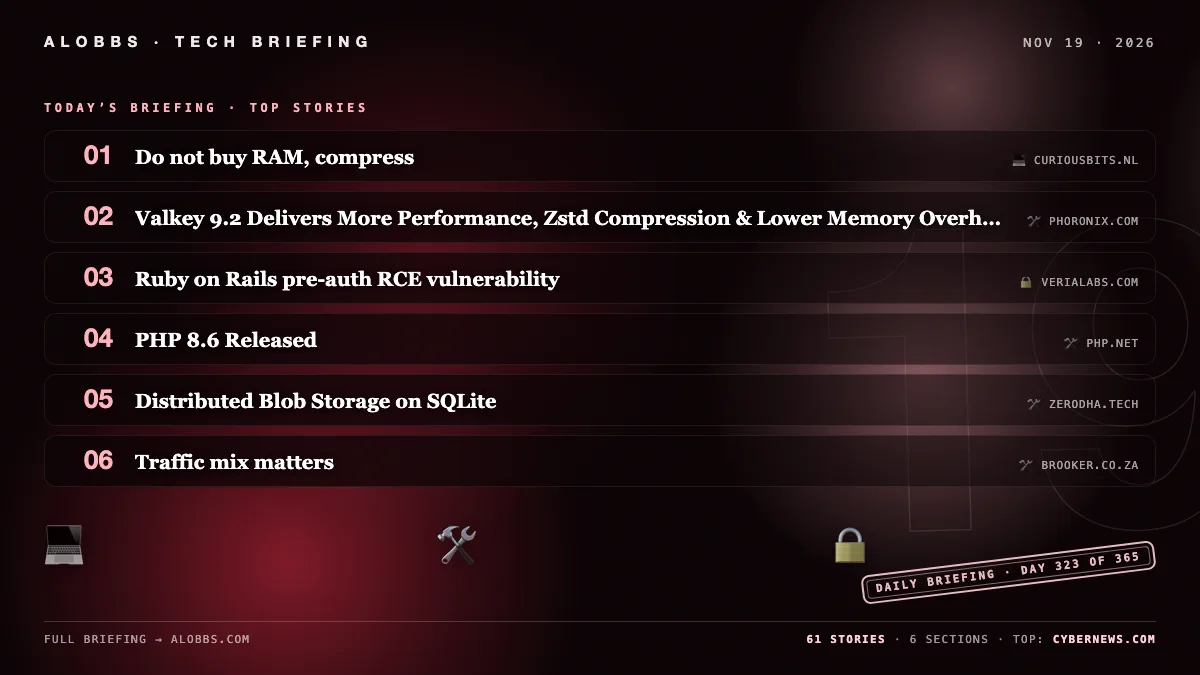 ALOBBS · TECH BRIEFING
NOV 19 · 2026
TODAY'S BRIEFING · TOP STORIES
01 Do not buy RAM, compress CURIOUSBITS.NL
02 Valkey 9.2 Delivers More Performance, Zstd Compression & Lower Memory Overh... PHORONIX.COM
03 Ruby on Rails pre-auth RCE vulnerability VERIALABS.COM
04 PHP 8.6 Released PHP.NET
05 Distributed Blob Storage on SQLite ZERODHA.TECH
06 Traffic mix matters BROOKER.CO.ZA
19
DAILY BRIEFING · DAY 323 OF 365
FULL BRIEFING → ALOBBS.COM
61 STORIES · 6 SECTIONS · TOP: CYBERNEWS.COM